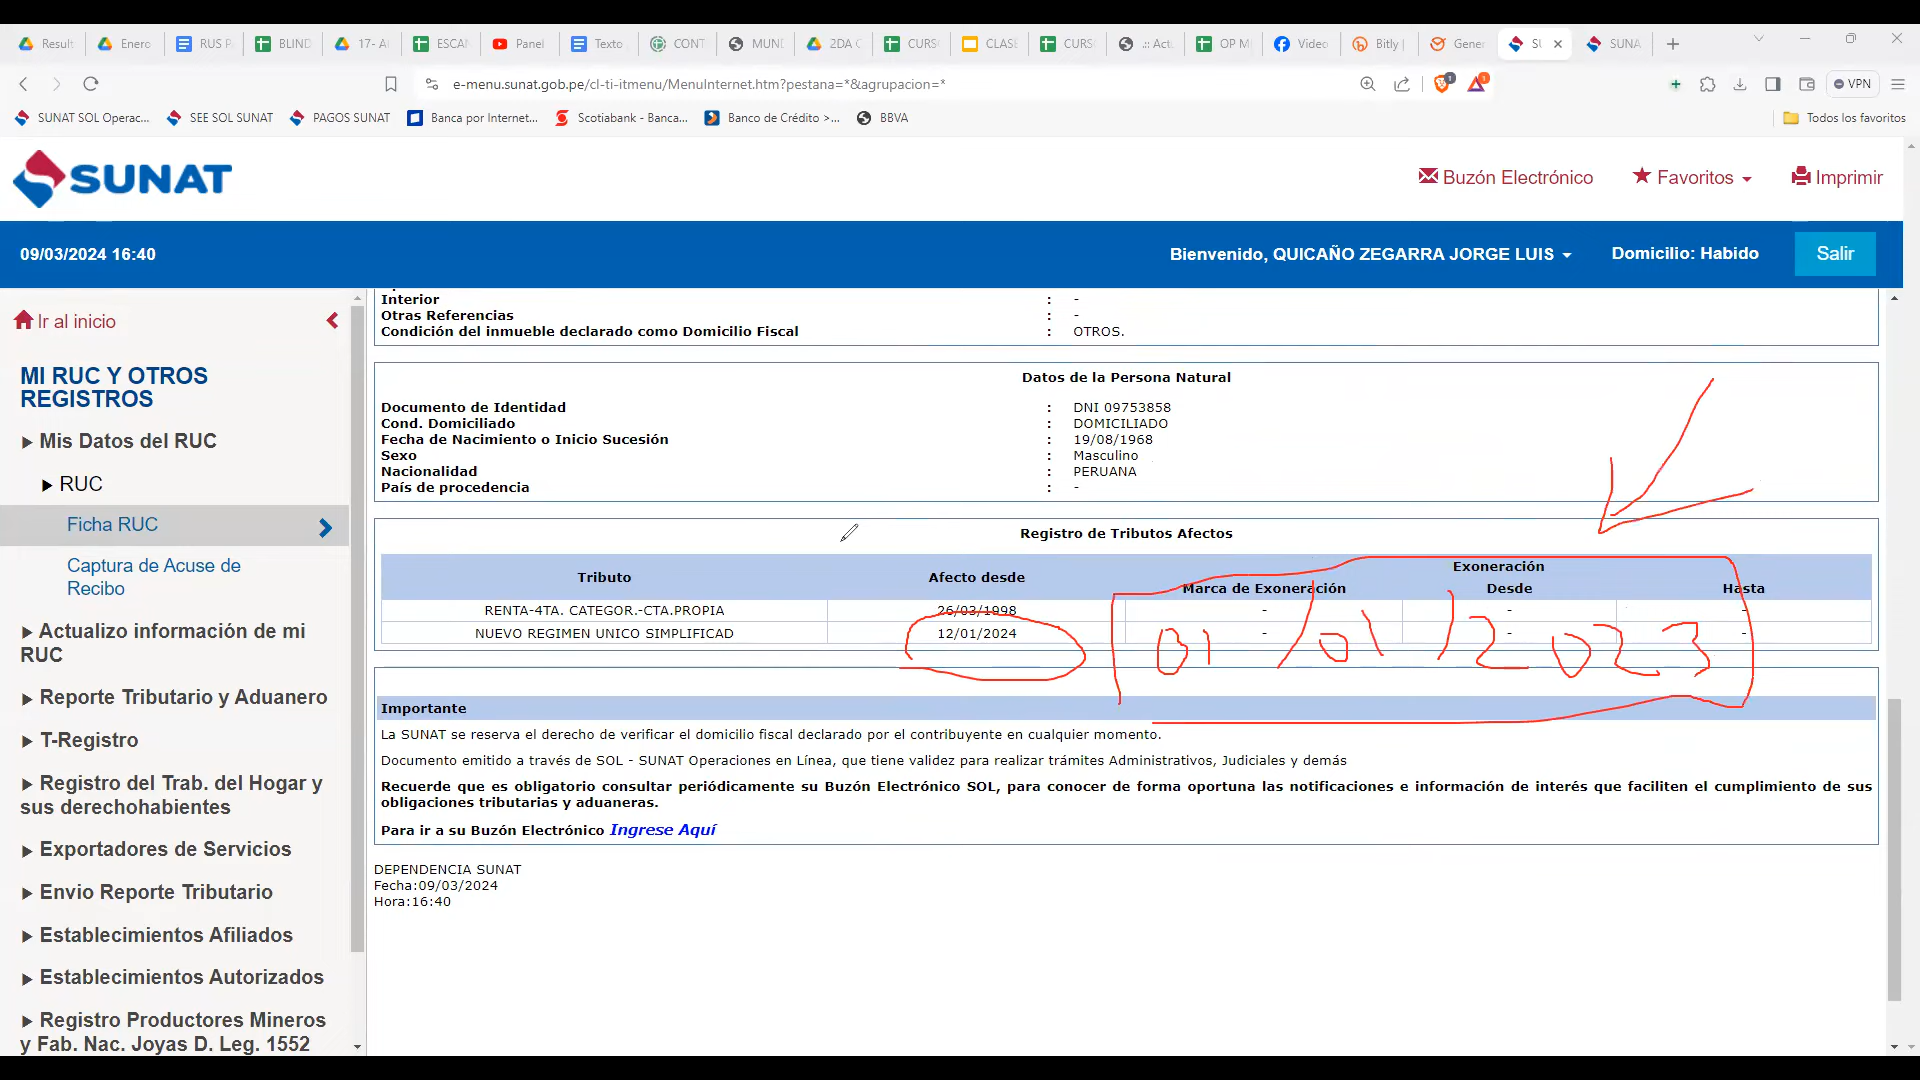 Result
Enero
RUS P
BLIND
17- A
ESCAN
Panel
Texto
CONT
MUN
2DA C
CURSO
CLASE
CURS
.:: Actu
OP M
Video
Bitly |
Gene
SU
SUNA
e-menu.sunat.gob.pe/cl-ti-itmenu/MenuInternet.htm?pestana=*&agrupacion=*
VPN
SUNAT SOL Operac...
SEE SOL SUNAT
PAGOS SUNAT
Banca por Internet...
Scotiabank - Banca...
Banco de Crédito >...
BBVA
Todos los favoritos
SUNAT
Buzón Electrónico
Favoritos
Imprimir
09/03/2024 16:40
Bienvenido, QUICAÑO ZEGARRA JORGE LUIS
Domicilio: Habido
Salir
Ir al inicio
MI RUC Y OTROS
REGISTROS
Mis Datos del RUC
RUC
Ficha RUC
Captura de Acuse de
Recibo
Actualizo información de mi
RUC
Reporte Tributario y Aduanero
T-Registro
Registro del Trab. del Hogar y
sus derechohabientes
Exportadores de Servicios
Envio Reporte Tributario
Establecimientos Afiliados
Establecimientos Autorizados
Registro Productores Mineros
y Fab. Nac. Joyas D. Leg. 1552
Interior : -
Otras Referencias : -
Condición del inmueble declarado como Domicilio Fiscal : OTROS.
Datos de la Persona Natural
Documento de Identidad : DNI 09753858
Cond. Domiciliado : DOMICILIADO
Fecha de Nacimiento o Inicio Sucesión : 19/08/1968
Sexo : Masculino
Nacionalidad : PERUANA
País de procedencia : -
Registro de Tributos Afectos
Exoneración
Tributo Afecto desde Marca de Exoneración Desde Hasta
RENTA-4TA. CATEGOR.-CTA.PROPIA 26/03/1998 - - -
NUEVO REGIMEN UNICO SIMPLIFICAD 12/01/2024 - - -
01/01/2023
Importante
La SUNAT se reserva el derecho de verificar el domicilio fiscal declarado por el contribuyente en cualquier momento.
Documento emitido a través de SOL - SUNAT Operaciones en Línea, que tiene validez para realizar trámites Administrativos, Judiciales y demás
Recuerde que es obligatorio consultar periódicamente su Buzón Electrónico SOL, para conocer de forma oportuna las notificaciones e información de interés que faciliten el cumplimiento de sus
obligaciones tributarias y aduaneras.
Para ir a su Buzón Electrónico Ingrese Aquí
DEPENDENCIA SUNAT
Fecha:09/03/2024
Hora:16:40